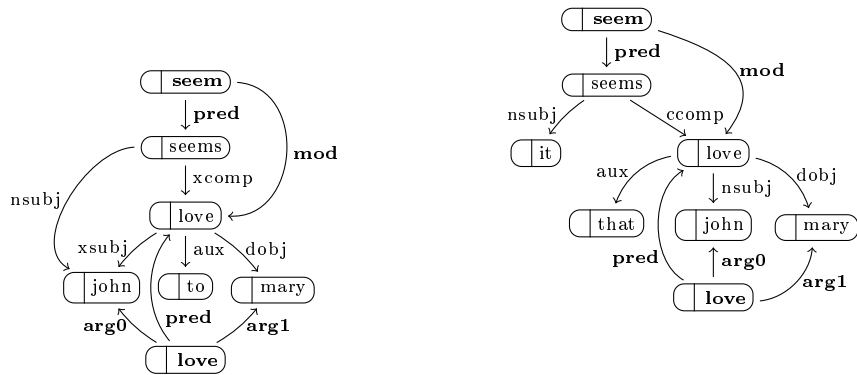 seem
pred
mod
seems
xcomp
nsubj
love
xsubj
aux
dobj
john
to
mary
pred
arg0
arg1
love
seem
pred
mod
seems
nsubj
ccomp
it
love
aux
nsubj
dobj
that
john
mary
pred
arg0
arg1
love